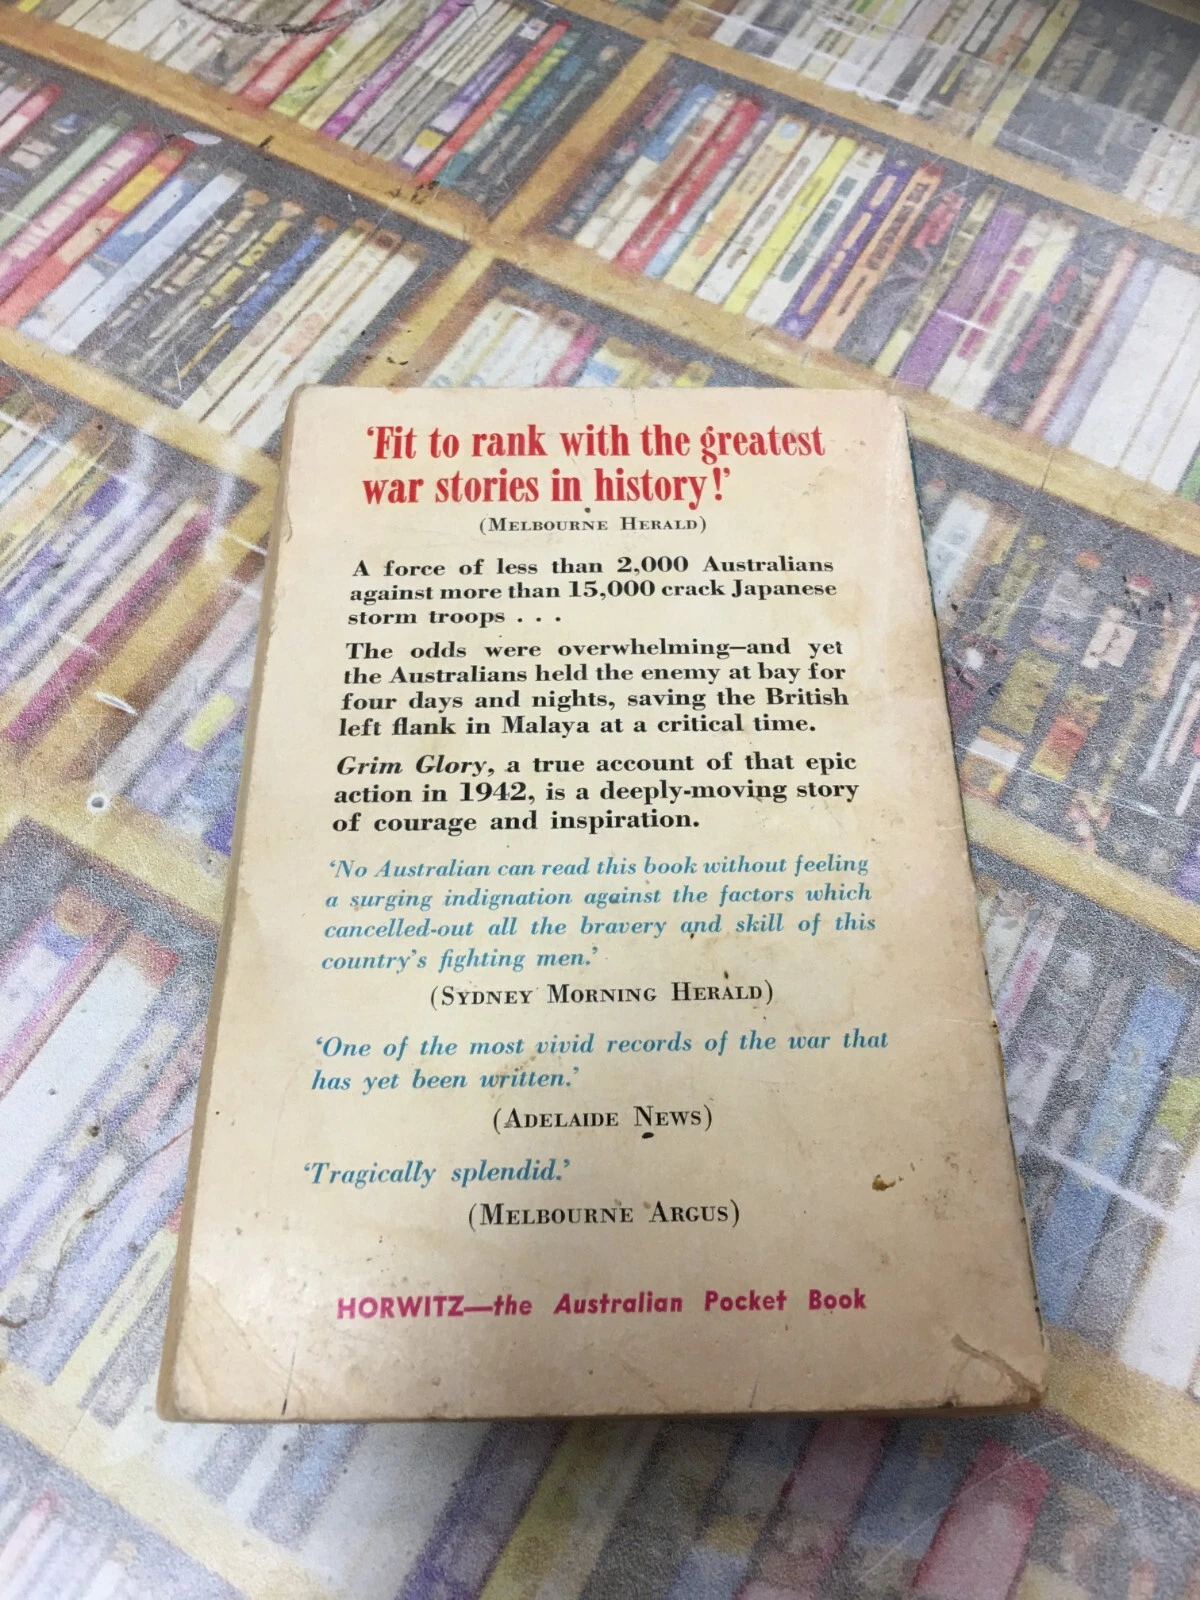 ‘Fit to rank with the greatest
war stories in history!’
(MELBOURNE HERALD)
A force of less than 2,000 Australians
against more than 15,000 crack Japanese
storm troops . . .
The odds were overwhelming—and yet
the Australians held the enemy at bay for
four days and nights, saving the British
left flank in Malaya at a critical time.
Grim Glory, a true account of that epic
action in 1942, is a deeply-moving story
of courage and inspiration.
‘No Australian can read this book without feeling
a surging indignation against the factors which
cancelled-out all the bravery and skill of this
country’s fighting men.’
(SYDNEY MORNING HERALD)
‘One of the most vivid records of the war that
has yet been written.’
(ADELAIDE NEWS)
‘Tragically splendid.’
(MELBOURNE ARGUS)
HORWITZ—the Australian Pocket Book